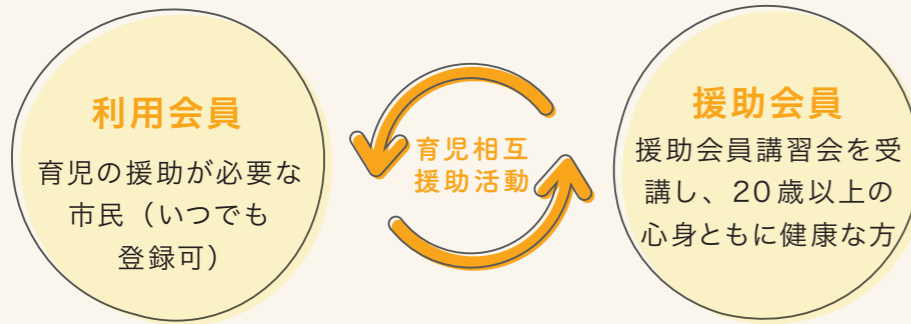 利用会員
育児の援助が必要な
市民（いつでも
登録可）
育児相互
援助活動
援助会員
援助会員講習会を受
講し、20歳以上の
心身ともに健康な方